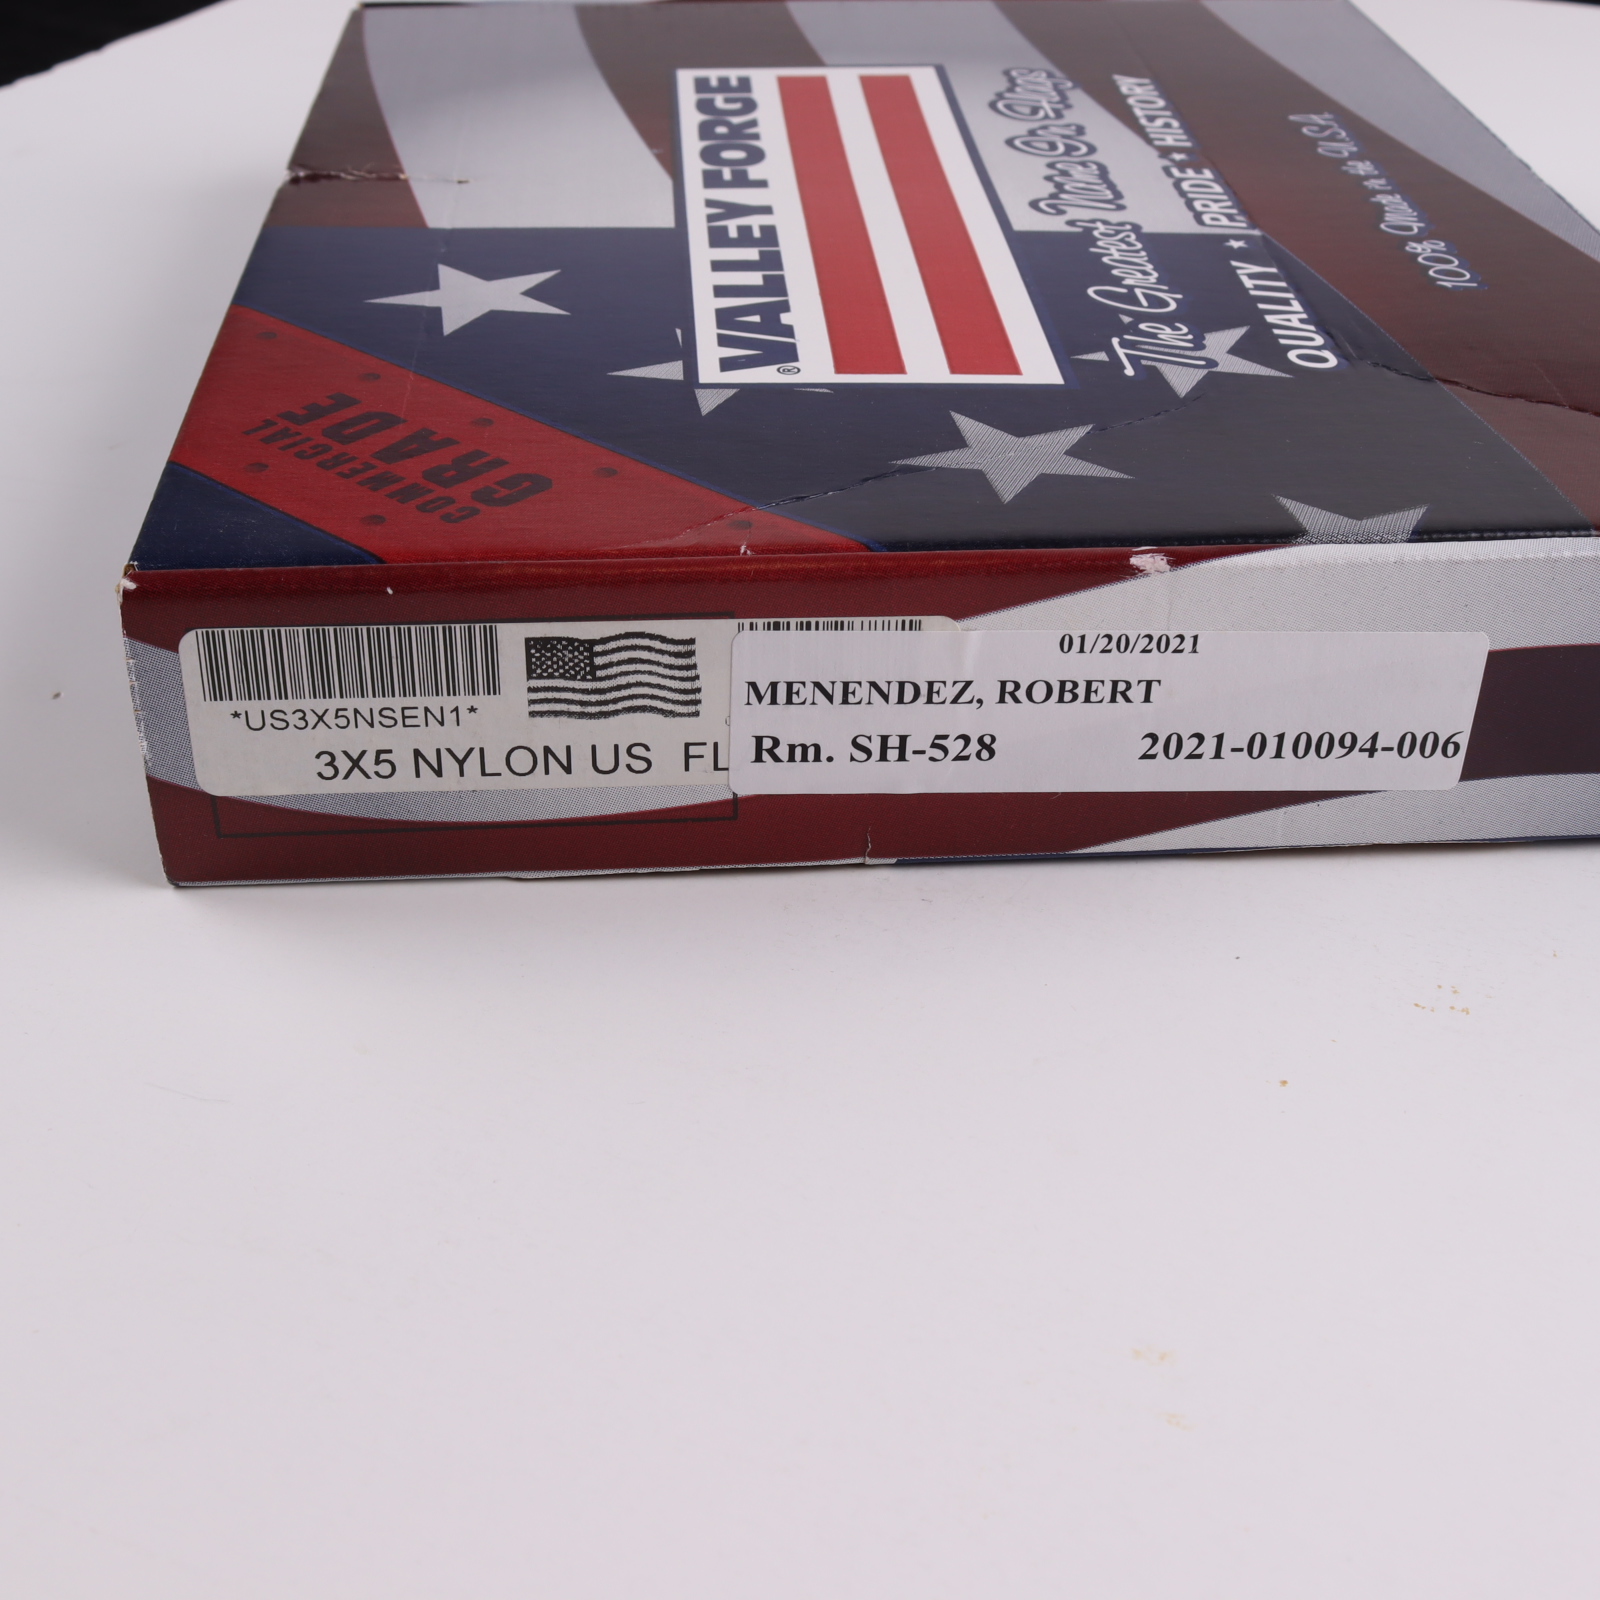 VALLEY FORGE®
The Greatest Name In Flags
QUALITY ★ PRIDE ★ HISTORY
100% Made in the U.S.A
COMMERCIAL
GRADE
*US3X5NSEN1*
3X5 NYLON US FL
01/20/2021
MENENDEZ, ROBERT
Rm. SH-528 2021-010094-006